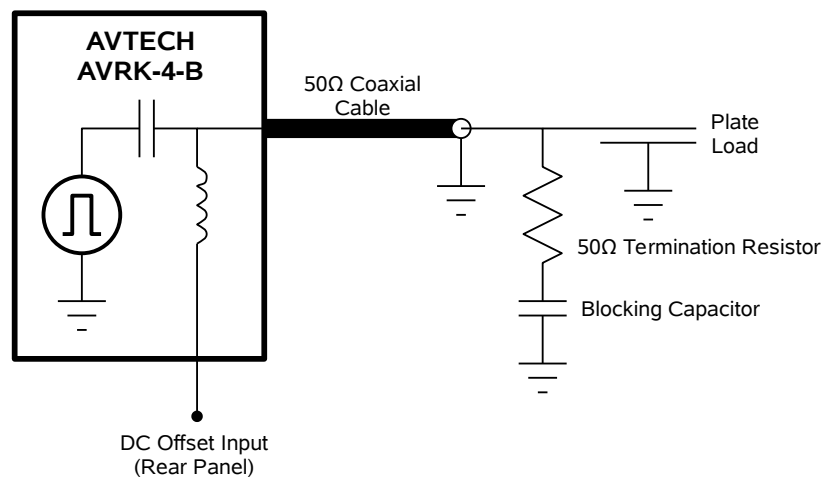 AVTECH
AVRK-4-B
50Ω Coaxial
Cable
Plate
Load
50Ω Termination Resistor
Blocking Capacitor
DC Offset Input
(Rear Panel)